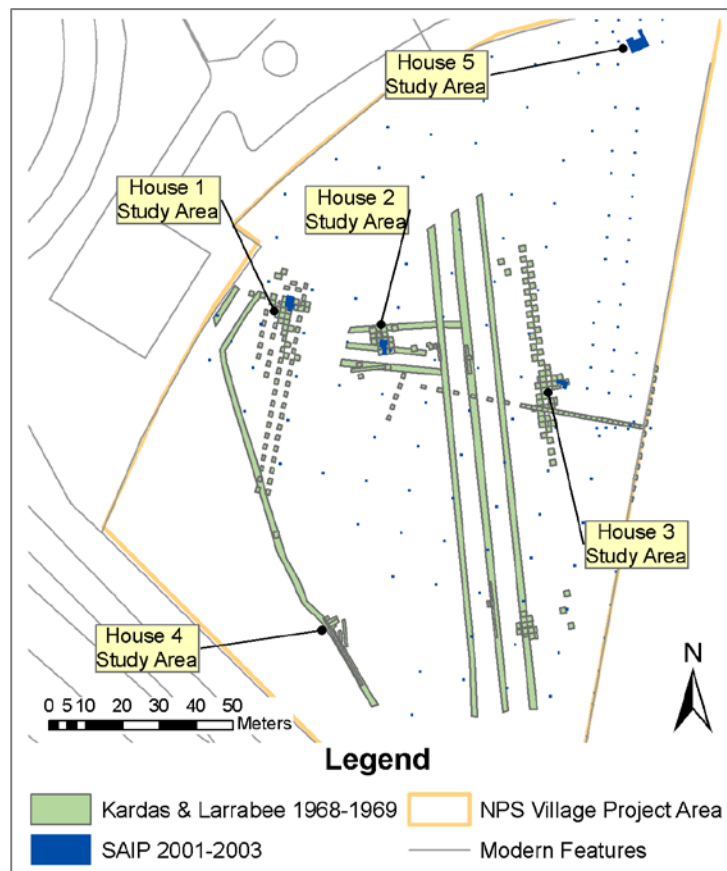 House 5
Study Area
House 1
Study Area
House 2
Study Area
House 3
Study Area
House 4
Study Area
N
0 5 10 20 30 40 50
Meters
Legend
Kardas & Larrabee 1968-1969
NPS Village Project Area
SAIP 2001-2003
Modern Features